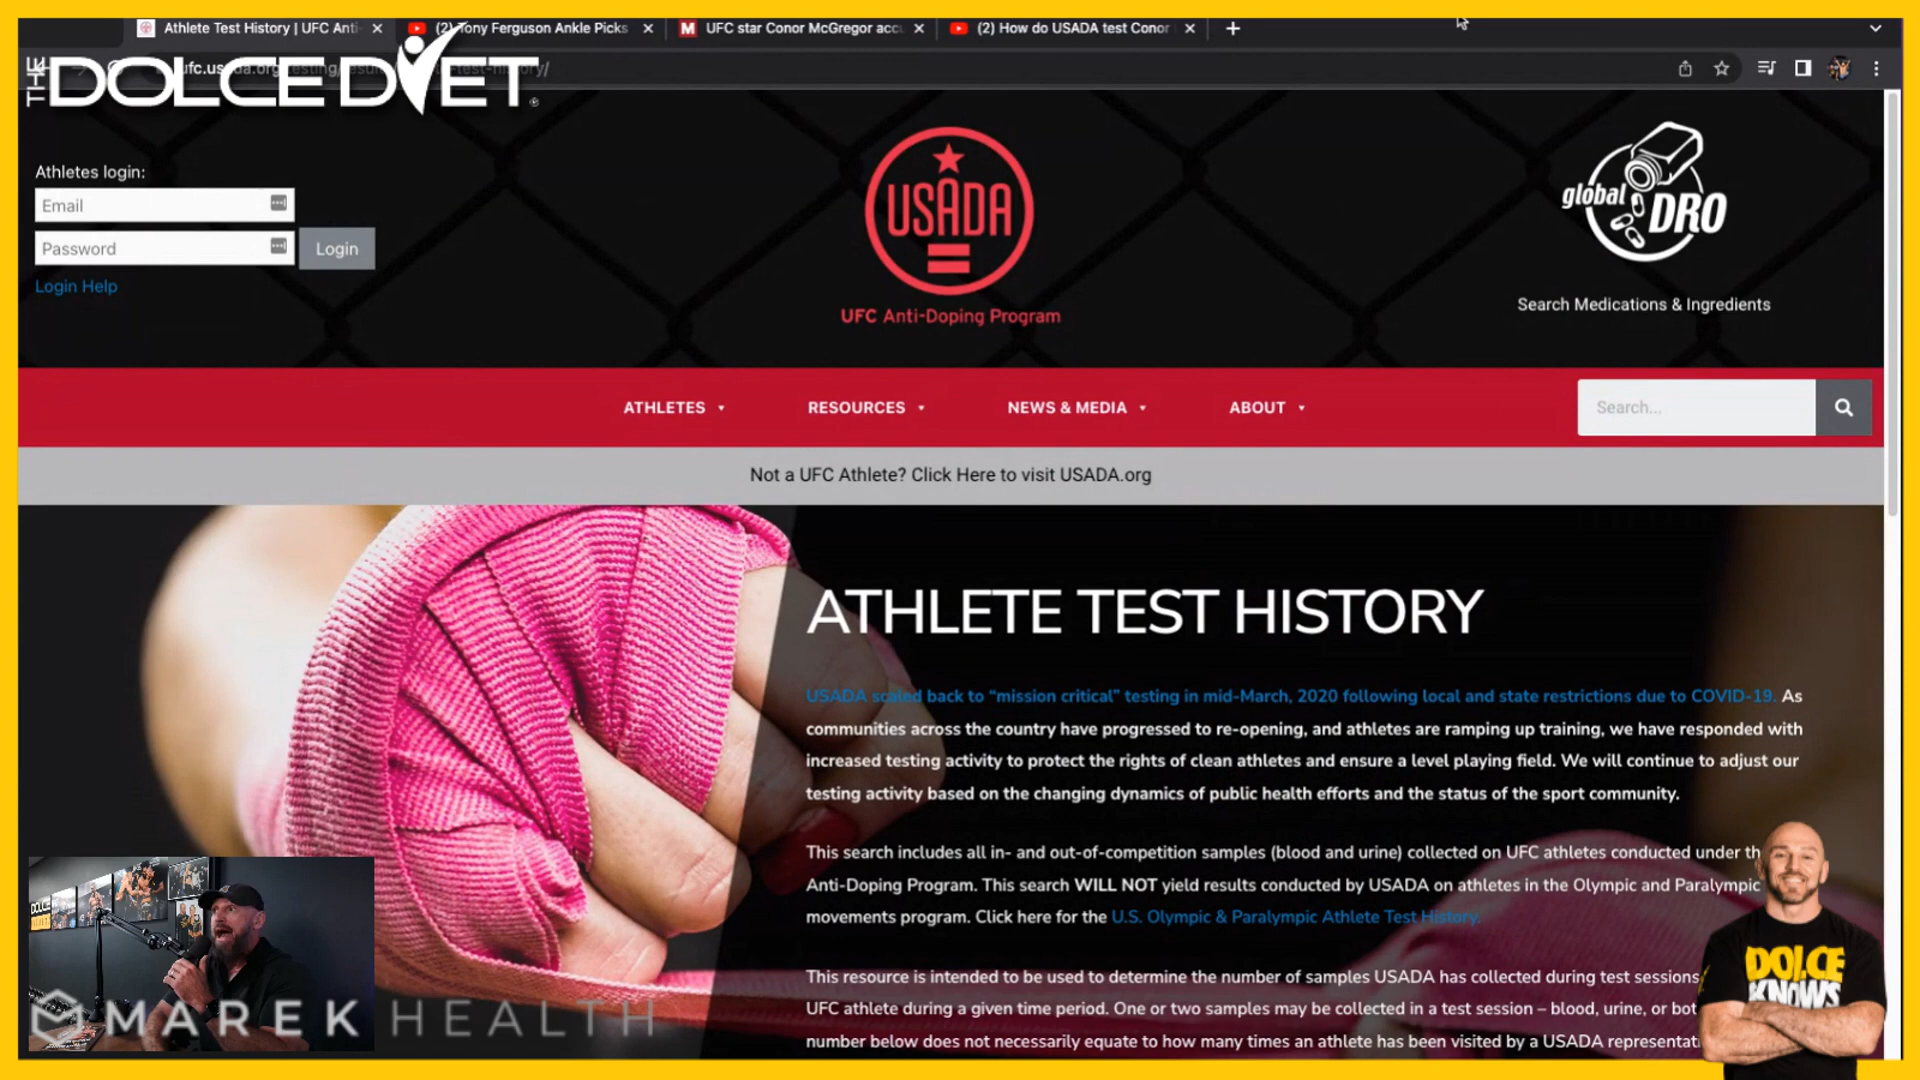 Athlete Test History | UFC Anti-
(2) Tony Ferguson Ankle Picks
M UFC star Conor McGregor accu
(2) How do USADA test Conor
THE DOLCE DIET
Athletes login:
Email
Password
Login
Login Help
USADA
UFC Anti-Doping Program
global DRO
Search Medications & Ingredients
ATHLETES
RESOURCES
NEWS & MEDIA
ABOUT
Search...
Not a UFC Athlete? Click Here to visit USADA.org
ATHLETE TEST HISTORY
USADA scaled back to “mission critical” testing in mid-March, 2020 following local and state restrictions due to COVID-19. As
communities across the country have progressed to re-opening, and athletes are ramping up training, we have responded with
increased testing activity to protect the rights of clean athletes and ensure a level playing field. We will continue to adjust our
testing activity based on the changing dynamics of public health efforts and the status of the sport community.
This search includes all in- and out-of-competition samples (blood and urine) collected on UFC athletes conducted under th
Anti-Doping Program. This search WILL NOT yield results conducted by USADA on athletes in the Olympic and Paralympic
movements program. Click here for the U.S. Olympic & Paralympic Athlete Test History.
This resource is intended to be used to determine the number of samples USADA has collected during test sessions
UFC athlete during a given time period. One or two samples may be collected in a test session – blood, urine, or bot
number below does not necessarily equate to how many times an athlete has been visited by a USADA representati
DOLCE
KNOWS
MAREK HEALTH